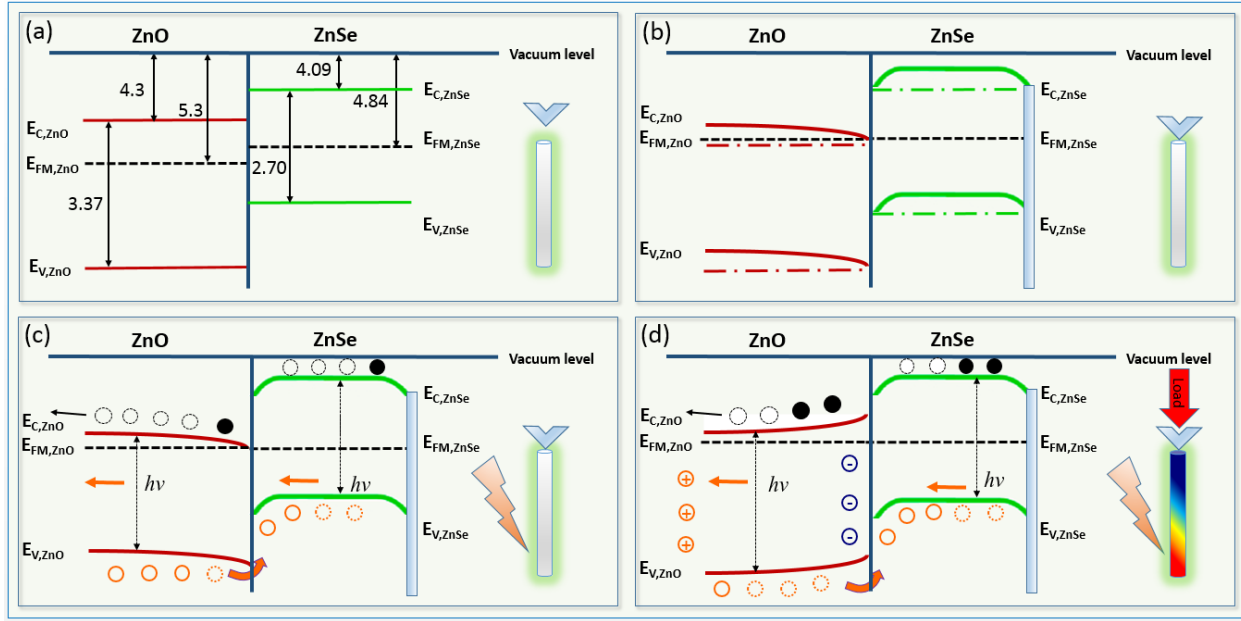 (a)
ZnO
ZnSe
Vacuum level
4.3
5.3
4.09
4.84
E_C,ZnSe
E_C,ZnO
E_FM,ZnSe
E_FM,ZnO
2.70
3.37
E_V,ZnSe
E_V,ZnO
(b)
ZnO
ZnSe
Vacuum level
E_C,ZnSe
E_C,ZnO
E_FM,ZnO
E_FM,ZnSe
E_V,ZnSe
E_V,ZnO
(c)
ZnO
ZnSe
Vacuum level
E_C,ZnSe
E_C,ZnO
E_FM,ZnO
E_FM,ZnSe
hν
hν
E_V,ZnSe
E_V,ZnO
(d)
ZnO
ZnSe
Vacuum level
Load
E_C,ZnSe
E_C,ZnO
E_FM,ZnO
E_FM,ZnSe
+
-
hν
hν
+
-
+
-
E_V,ZnSe
E_V,ZnO